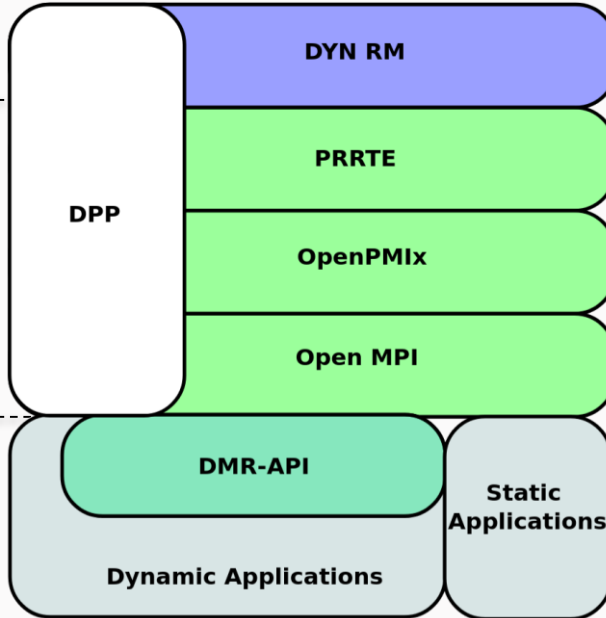 DYN RM
PRRTE
DPP
OpenPMIx
Open MPI
DMR-API
Static
Applications
Dynamic Applications